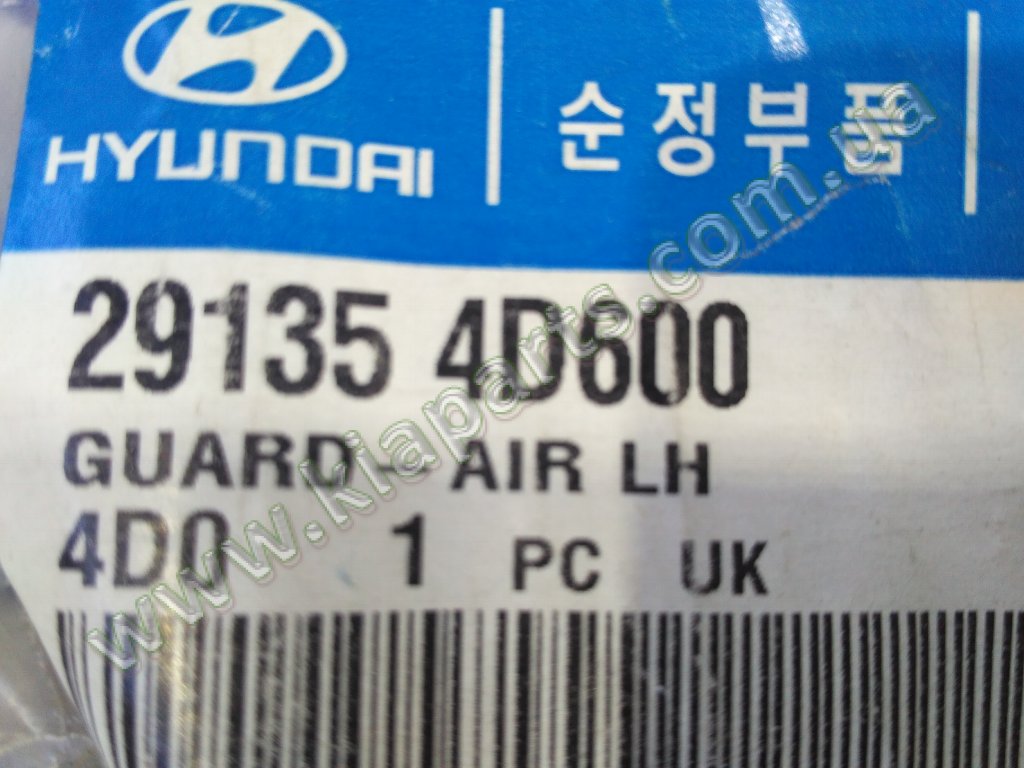 HYUNDAI 순정부품
29135 4D600
GUARD-AIR LH
4D0 1 PC UK
www.kiaparts.com.ua